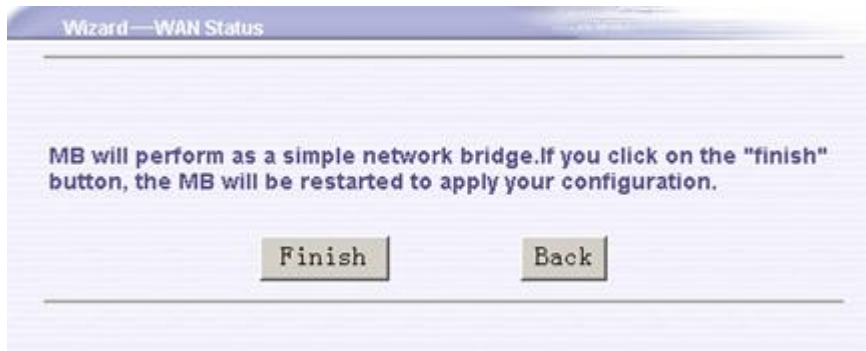 Wizard—WAN Status
MB will perform as a simple network bridge.If you click on the "finish"
button, the MB will be restarted to apply your configuration.
Finish Back